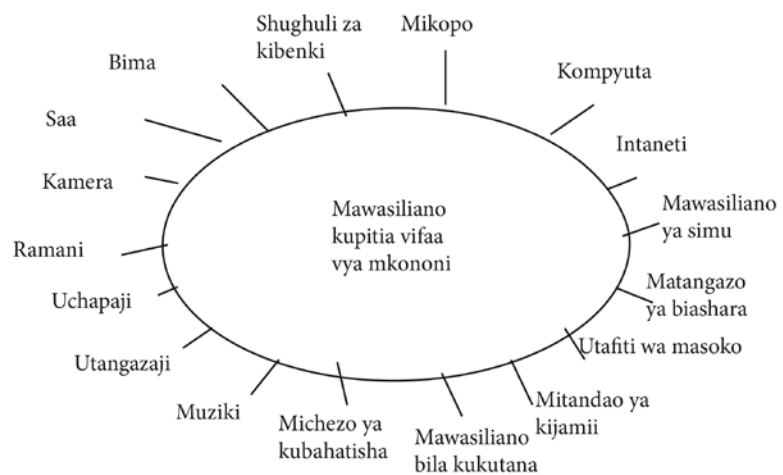 Shughuli za
kibenki
Mikopo
Bima
Kompyuta
Saa
Intaneti
Kamera
Mawasiliano
ya simu
Mawasiliano
kupitia vifaa
vya mkononi
Ramani
Matangazo
ya biashara
Uchapaji
Utafiti wa masoko
Utangazaji
Mitandao ya
kijamii
Muziki
Michezo ya
kubahatisha
Mawasiliano
bila kukutana